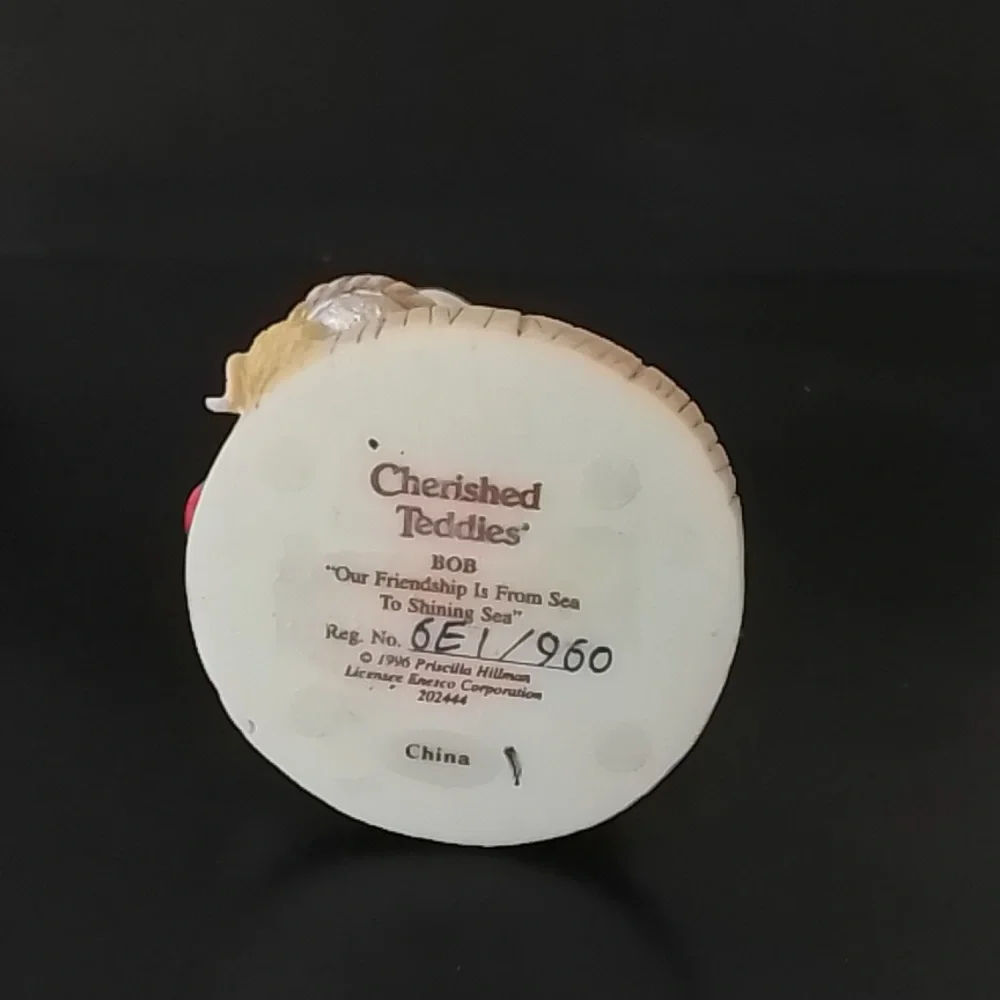 Cherished
Teddies®
BOB
"Our Friendship Is From Sea
To Shining Sea"
Reg. No. 6E1/960
© 1996 Priscilla Hillman
Licensee Enesco Corporation
202444
China